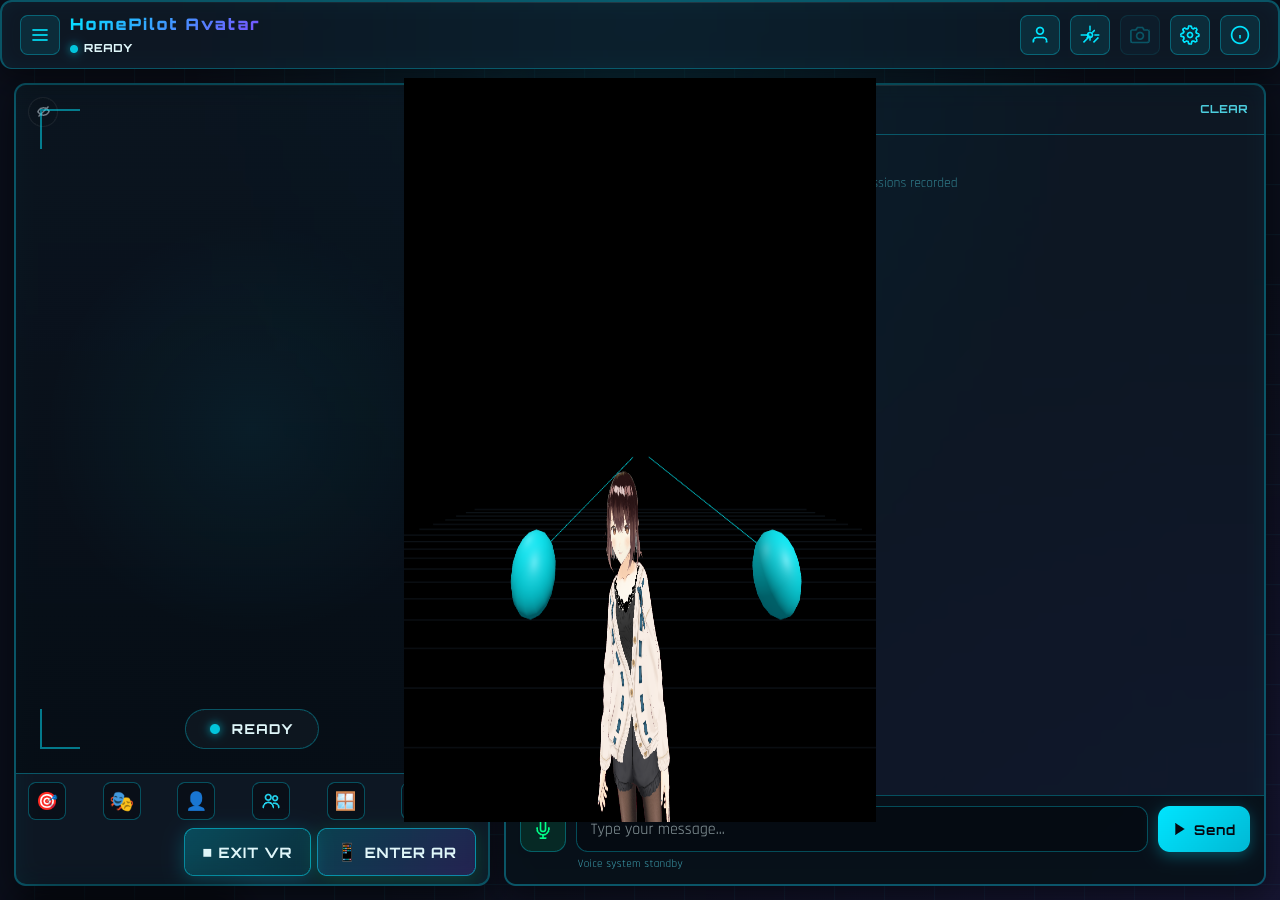 HomePilot Avatar
READY
CLEAR
ssions recorded
READY
EXIT VR
ENTER AR
Type your message...
Send
Voice system standby